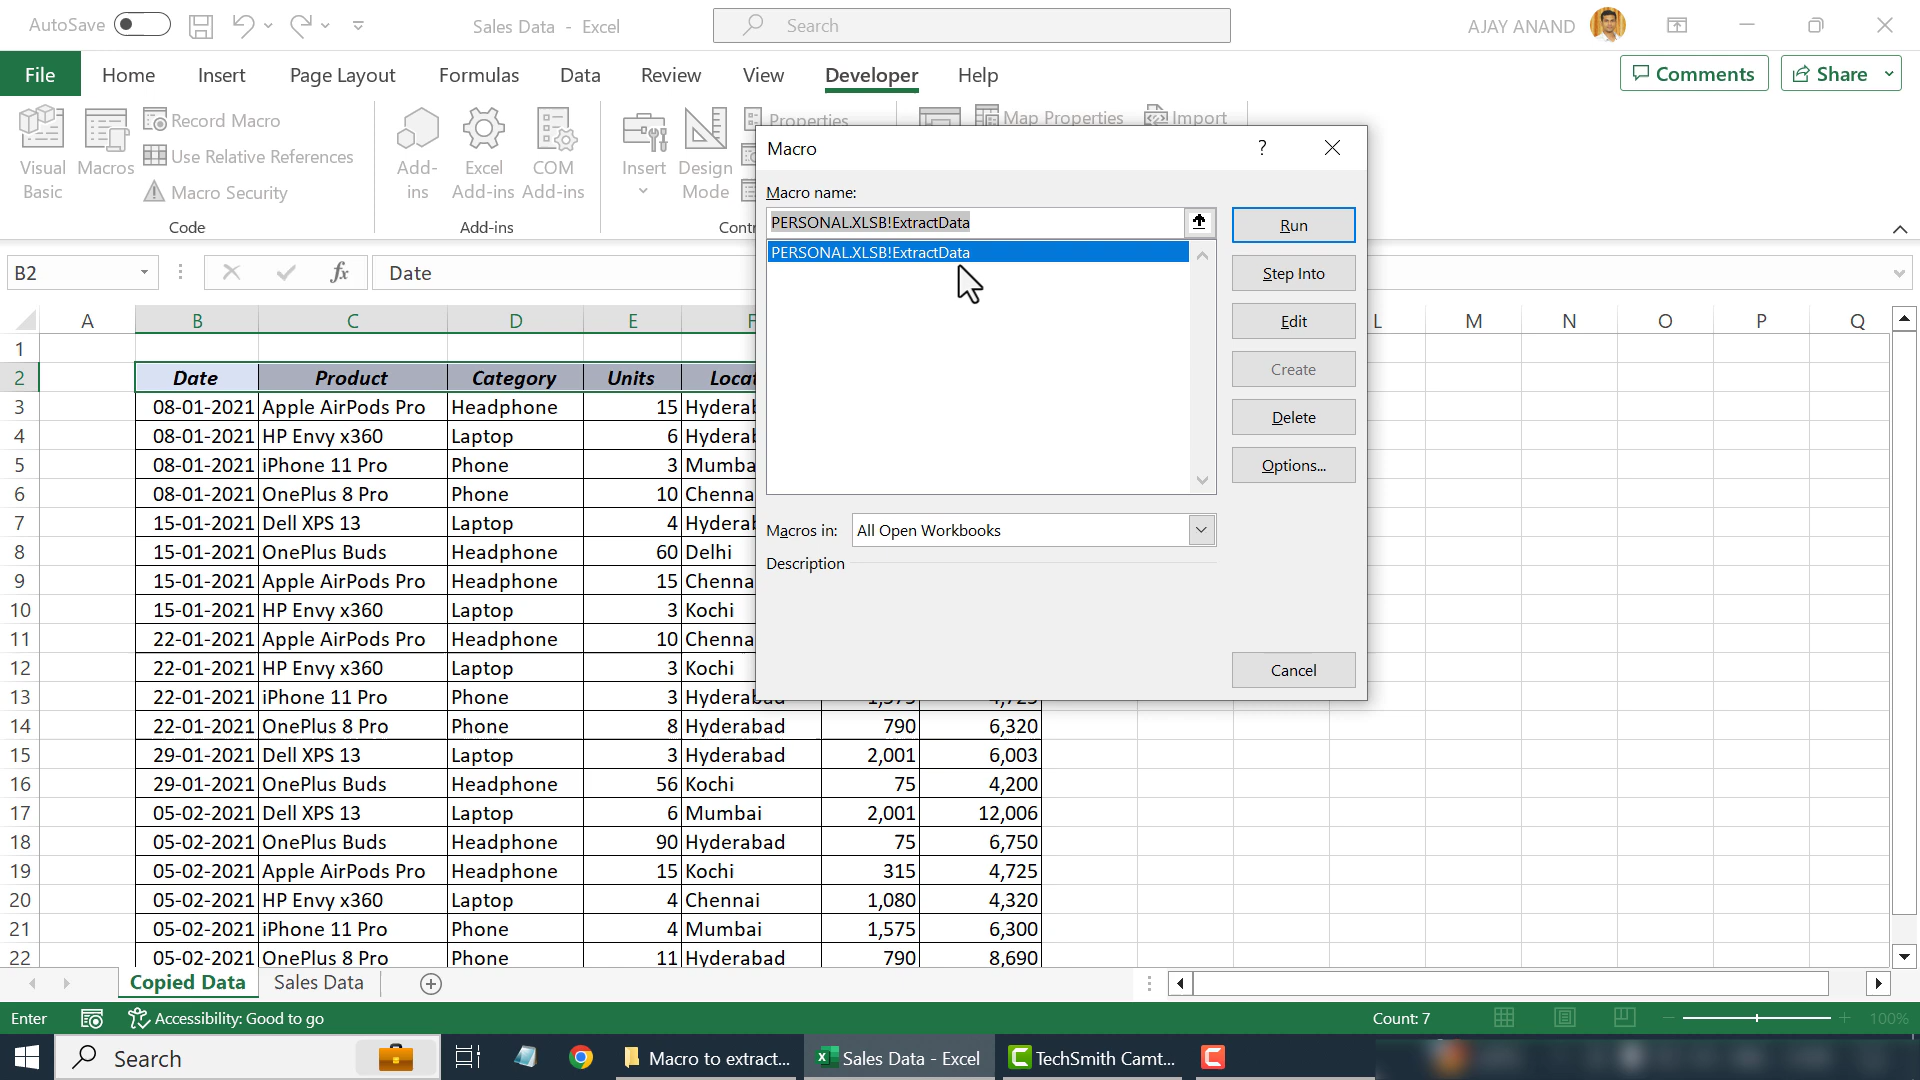 AutoSave
Sales Data - Excel
Search
AJAY ANAND
File Home Insert Page Layout Formulas Data Review View Developer Help
Comments Share
Visual Basic
Macros
Record Macro
Use Relative References
Macro Security
Code
Add-ins
Excel Add-ins
COM Add-ins
Add-ins
Insert
Design Mode
Properties
Map Properties
Import
Macro ?
Macro name:
PERSONAL.XLSB!ExtractData
PERSONAL.XLSB!ExtractData
Run
Step Into
Edit
Create
Delete
Options...
Macros in: All Open Workbooks
Description
Cancel
B2 fx Date
A B C D E L M N O P Q
1
2 Date Product Category Units
3 08-01-2021 Apple AirPods Pro Headphone 15
4 08-01-2021 HP Envy x360 Laptop 6
5 08-01-2021 iPhone 11 Pro Phone 3
6 08-01-2021 OnePlus 8 Pro Phone 10
7 15-01-2021 Dell XPS 13 Laptop 4
8 15-01-2021 OnePlus Buds Headphone 60 Delhi
9 15-01-2021 Apple AirPods Pro Headphone 15
10 15-01-2021 HP Envy x360 Laptop 3 Kochi
11 22-01-2021 Apple AirPods Pro Headphone 10
12 22-01-2021 HP Envy x360 Laptop 3 Kochi
13 22-01-2021 iPhone 11 Pro Phone 3 Hyderabad
14 22-01-2021 OnePlus 8 Pro Phone 8 Hyderabad 790 6,320
15 29-01-2021 Dell XPS 13 Laptop 3 Hyderabad 2,001 6,003
16 29-01-2021 OnePlus Buds Headphone 56 Kochi 75 4,200
17 05-02-2021 Dell XPS 13 Laptop 6 Mumbai 2,001 12,006
18 05-02-2021 OnePlus Buds Headphone 90 Hyderabad 75 6,750
19 05-02-2021 Apple AirPods Pro Headphone 15 Kochi 315 4,725
20 05-02-2021 HP Envy x360 Laptop 4 Chennai 1,080 4,320
21 05-02-2021 iPhone 11 Pro Phone 4 Mumbai 1,575 6,300
22 05-02-2021 OnePlus 8 Pro Phone 11 Hyderabad 790 8,690
Copied Data Sales Data
Enter Accessibility: Good to go Count: 7 100%
Search Macro to extract... Sales Data - Excel TechSmith Camt...